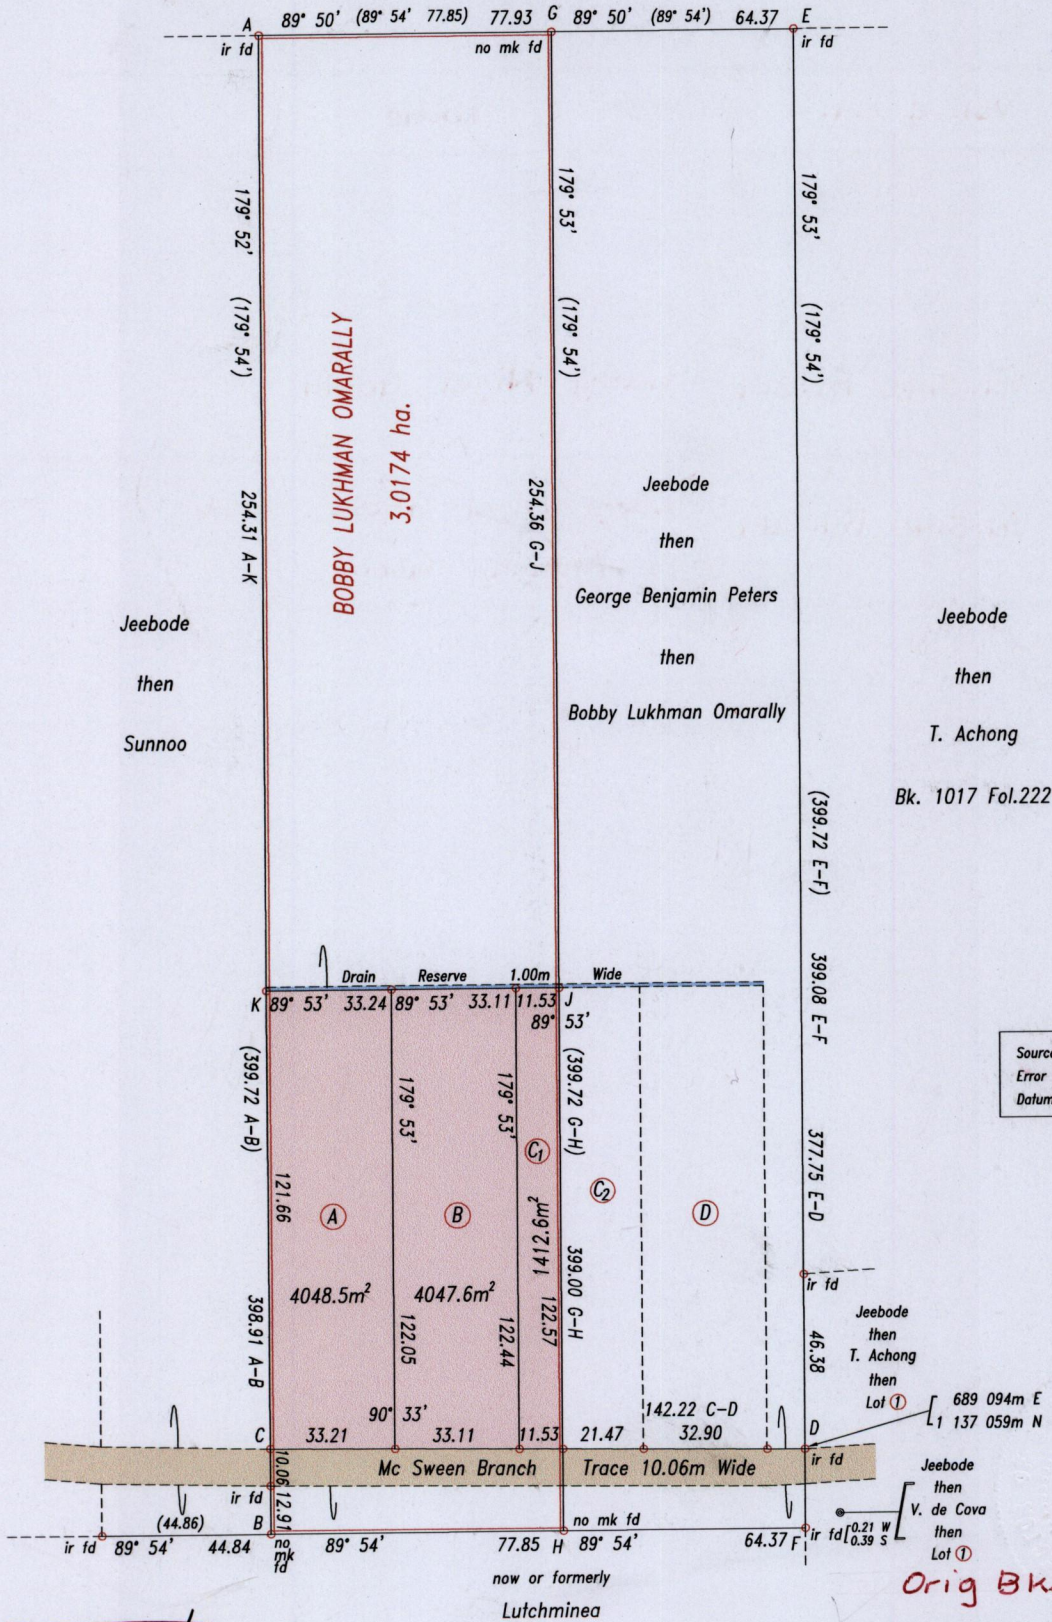 A 89° 50' (89° 54' 77.85) 77.93 G 89° 50' (89° 54') 64.37 E
ir fd no mk fd ir fd
179° 52' 179° 53' 179° 53'
(179° 54') (179° 54') (179° 54')
BOBBY LUKHMAN OMARALLY
3.0174 ha.
254.31 A-K
254.36 G-J
Jeebode
then
George Benjamin Peters
then
Bobby Lukhman Omarally
Jeebode
then
Sunnoo
Jeebode
then
T. Achong
Bk. 1017 Fol.222
(399.72 E-F)
399.08 E-F
377.75 E-D
46.38
Drain Reserve 1.00m Wide
K 89° 53' 33.24 89° 53' 33.11 11.53 J
89° 53'
(399.72 A-B)
121.66
398.91 A-B
179° 53'
122.05
179° 53'
122.44
(399.72 G-H)
399.00 G-H
122.57
A
4048.5m²
B
4047.6m²
C1
1412.6m²
C2
D
Source
Error
Datum
ir fd
Jeebode
then
T. Achong
then
Lot 1
689 094m E
1 137 059m N
90° 33' 142.22 C-D
C 33.21 33.11 11.53 21.47 32.90 D
ir fd
10.06
12.91
Mc Sween Branch Trace 10.06m Wide
ir fd
Jeebode
then
V. de Cova
then
Lot 1
(44.86) B no mk fd
ir fd 0.21 W
0.39 S
ir fd 89° 54' 44.84 no mk fd 89° 54' 77.85 H 89° 54' 64.37 F
now or formerly
Lutchminea
Orig Bk.